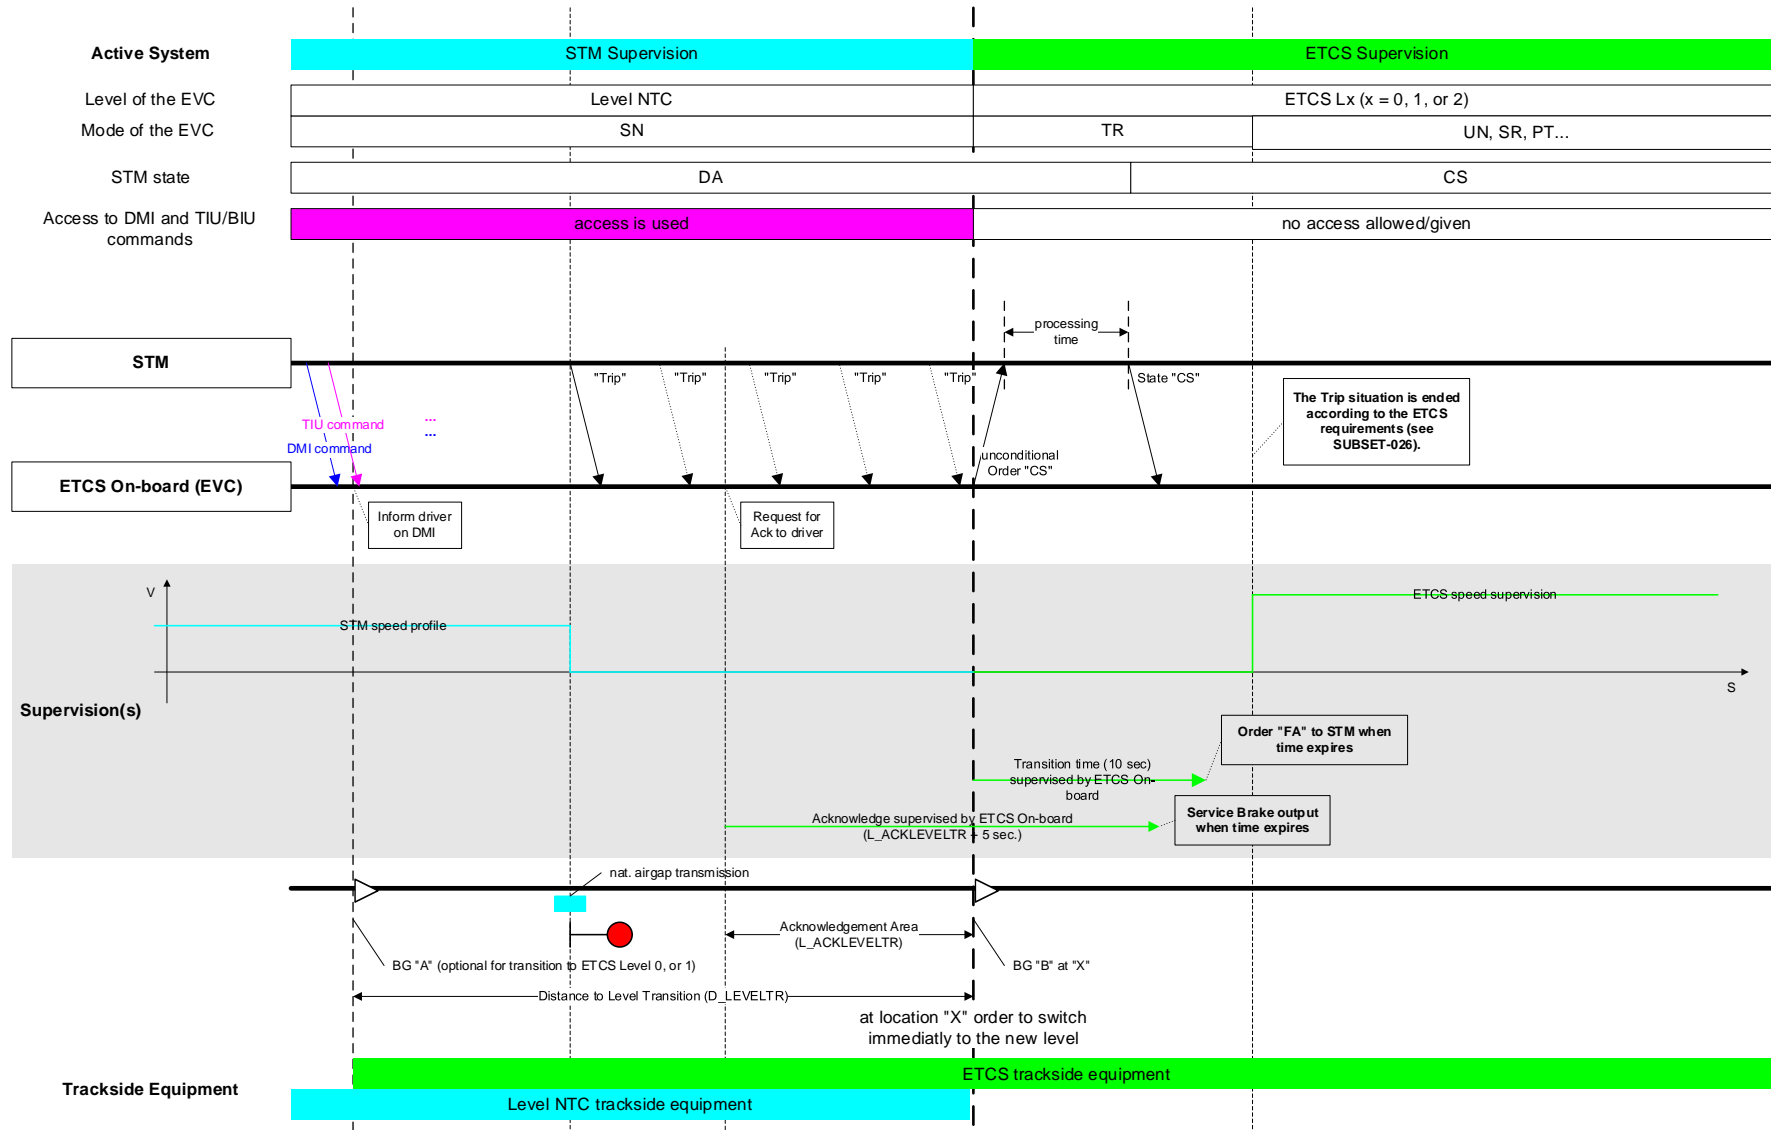 Active System
STM Supervision
ETCS Supervision
Level of the EVC
Level NTC
ETCS Lx (x = 0, 1, or 2)
Mode of the EVC
SN
TR
UN, SR, PT...
STM state
DA
CS
Access to DMI and TIU/BIU
commands
access is used
no access allowed/given
processing
time
STM
"Trip"
"Trip"
"Trip"
"Trip"
"Trip"
State "CS"
The Trip situation is ended
according to the ETCS
requirements (see
SUBSET-026).
TIU command
...
...
DMI command
unconditional
Order "CS"
ETCS On-board (EVC)
Inform driver
on DMI
Request for
Ack to driver
V
ETCS speed supervision
STM speed profile
S
Supervision(s)
Order "FA" to STM when
time expires
Transition time (10 sec)
supervised by ETCS On-
board
Acknowledge supervised by ETCS On-board
(L_ACKLEVELTR + 5 sec.)
Service Brake output
when time expires
nat. airgap transmission
Acknowledgement Area
(L_ACKLEVELTR)
BG "A" (optional for transition to ETCS Level 0, or 1)
BG "B" at "X"
Distance to Level Transition (D_LEVELTR)
at location "X" order to switch
immediatly to the new level
Trackside Equipment
ETCS trackside equipment
Level NTC trackside equipment